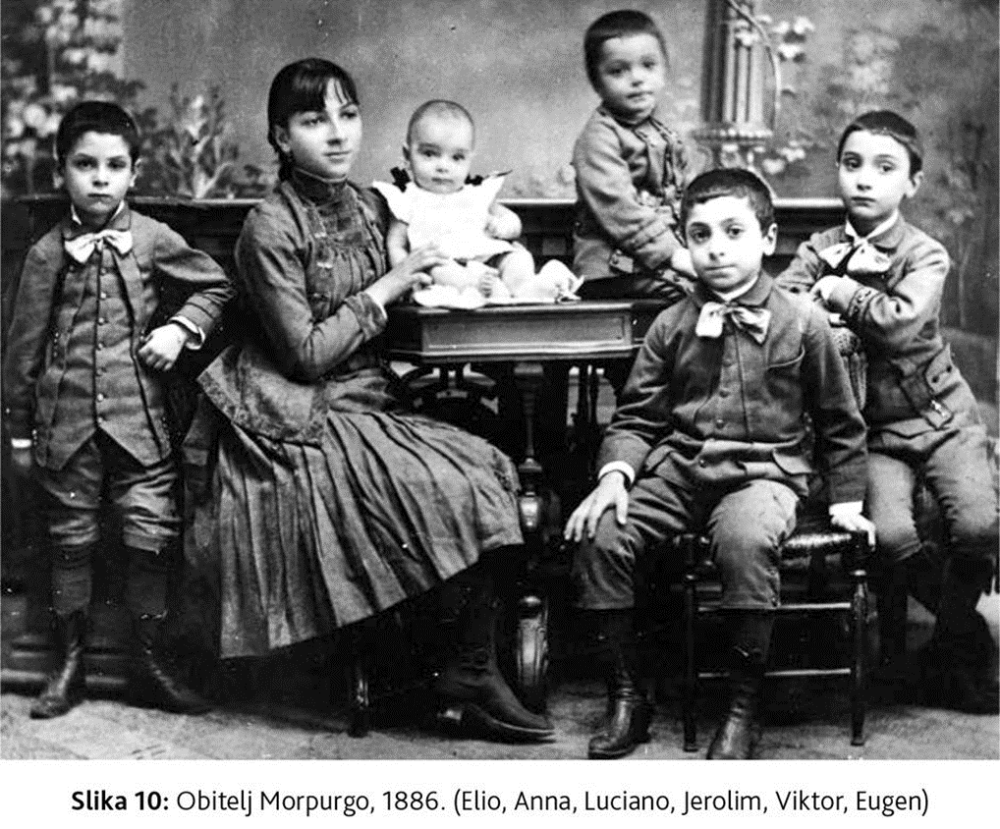 Slika 10: Obitelj Morpurgo, 1886. (Elio, Anna, Luciano, Jerolim, Viktor, Eugen)